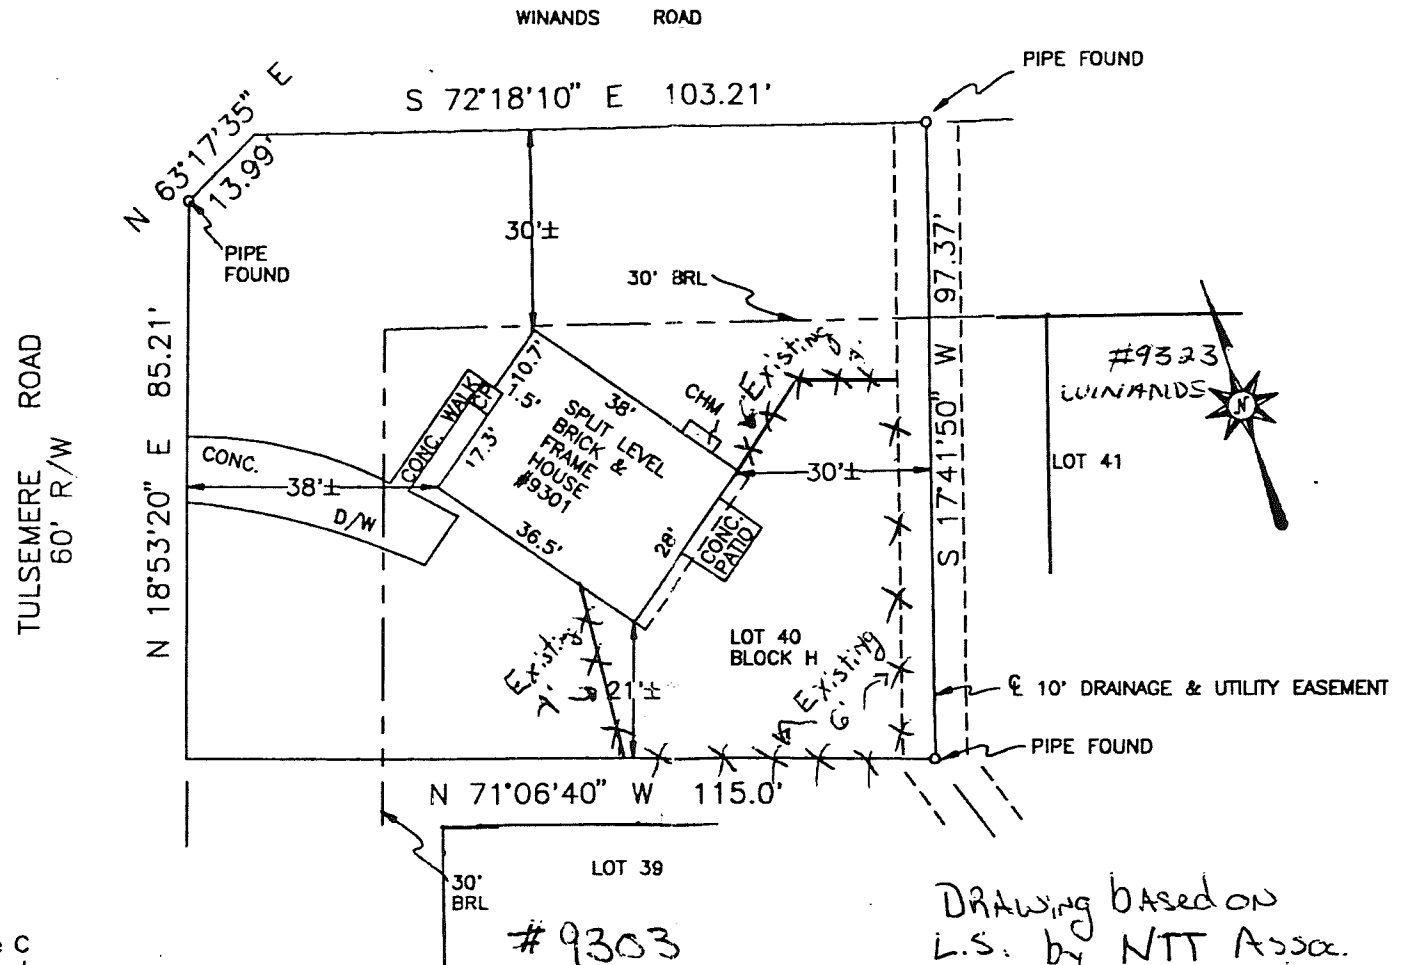 WINANDS ROAD
PIPE FOUND
S 72°18'10" E 103.21'
N 63°17'35" E
13.99'
PIPE
FOUND
30'±
30' BRL
S 17°41'50" W 97.37'
TULSEMERE ROAD
60' R/W
N 18°53'20" E 85.21'
#9323
WINANDS
N
LOT 41
Existing
CHM
10.7'
1.5'
17.3'
38'
CP
CONC. WALK
SPLIT LEVEL
BRICK &
FRAME
HOUSE
#9301
CONC.
38'±
D/W
30'±
36.5'
28'
CONC.
PATIO
LOT 40
BLOCK H
Existing
21'±
Existing
6'
℄ 10' DRAINAGE & UTILITY EASEMENT
PIPE FOUND
N 71°06'40" W 115.0'
LOT 39
30'
BRL
#9303
DRAWING bASed ON
L.S. by NTT Assoc.
e C